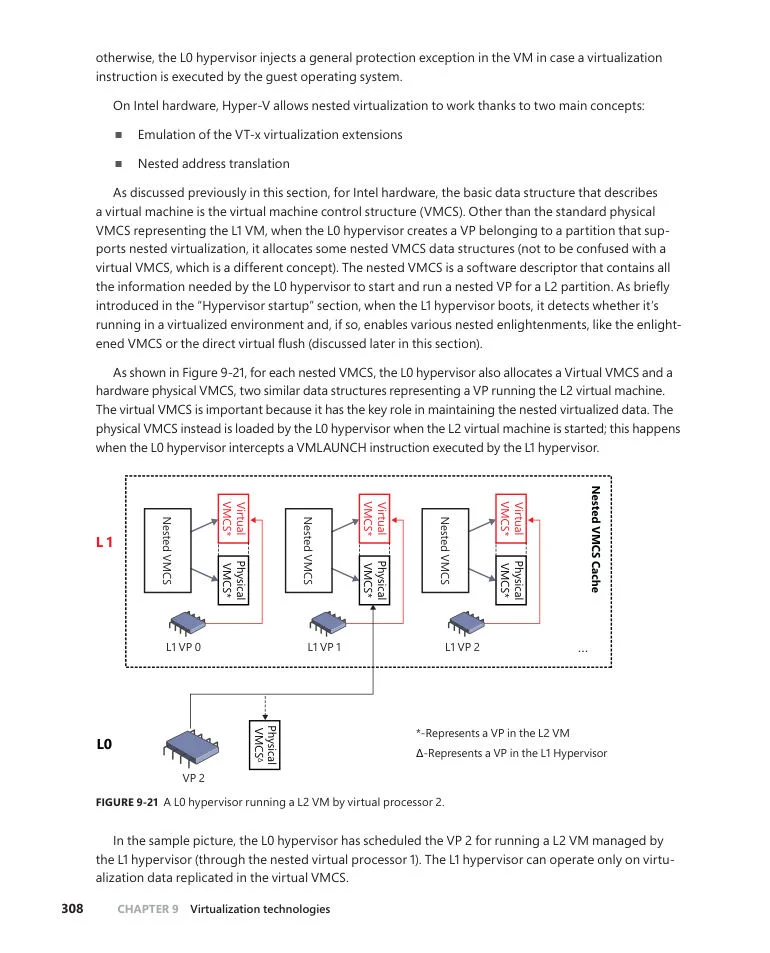 otherwise, the L0 hypervisor injects a general protection exception in the VM in case a virtualization
instruction is executed by the guest operating system.
On Intel hardware, Hyper-V allows nested virtualization to work thanks to two main concepts:
■ Emulation of the VT-x virtualization extensions
■ Nested address translation
As discussed previously in this section, for Intel hardware, the basic data structure that describes
a virtual machine is the virtual machine control structure (VMCS). Other than the standard physical
VMCS representing the L1 VM, when the L0 hypervisor creates a VP belonging to a partition that sup-
ports nested virtualization, it allocates some nested VMCS data structures (not to be confused with a
virtual VMCS, which is a different concept). The nested VMCS is a software descriptor that contains all
the information needed by the L0 hypervisor to start and run a nested VP for a L2 partition. As briefly
introduced in the “Hypervisor startup” section, when the L1 hypervisor boots, it detects whether it’s
running in a virtualized environment and, if so, enables various nested enlightenments, like the enlight-
ened VMCS or the direct virtual flush (discussed later in this section).
As shown in Figure 9-21, for each nested VMCS, the L0 hypervisor also allocates a Virtual VMCS and a
hardware physical VMCS, two similar data structures representing a VP running the L2 virtual machine.
The virtual VMCS is important because it has the key role in maintaining the nested virtualized data. The
physical VMCS instead is loaded by the L0 hypervisor when the L2 virtual machine is started; this happens
when the L0 hypervisor intercepts a VMLAUNCH instruction executed by the L1 hypervisor.
L 1
Nested VMCS
Virtual
VMCS*
Physical
VMCS*
L1 VP 0
Nested VMCS
Virtual
VMCS*
Physical
VMCS*
L1 VP 1
Nested VMCS
Virtual
VMCS*
Physical
VMCS*
L1 VP 2
Nested VMCS Cache
...
L0
VP 2
Physical
VMCSΔ
*-Represents a VP in the L2 VM
Δ-Represents a VP in the L1 Hypervisor
FIGURE 9-21 A L0 hypervisor running a L2 VM by virtual processor 2.
In the sample picture, the L0 hypervisor has scheduled the VP 2 for running a L2 VM managed by
the L1 hypervisor (through the nested virtual processor 1). The L1 hypervisor can operate only on virtu-
alization data replicated in the virtual VMCS.
308 CHAPTER 9 Virtualization technologies